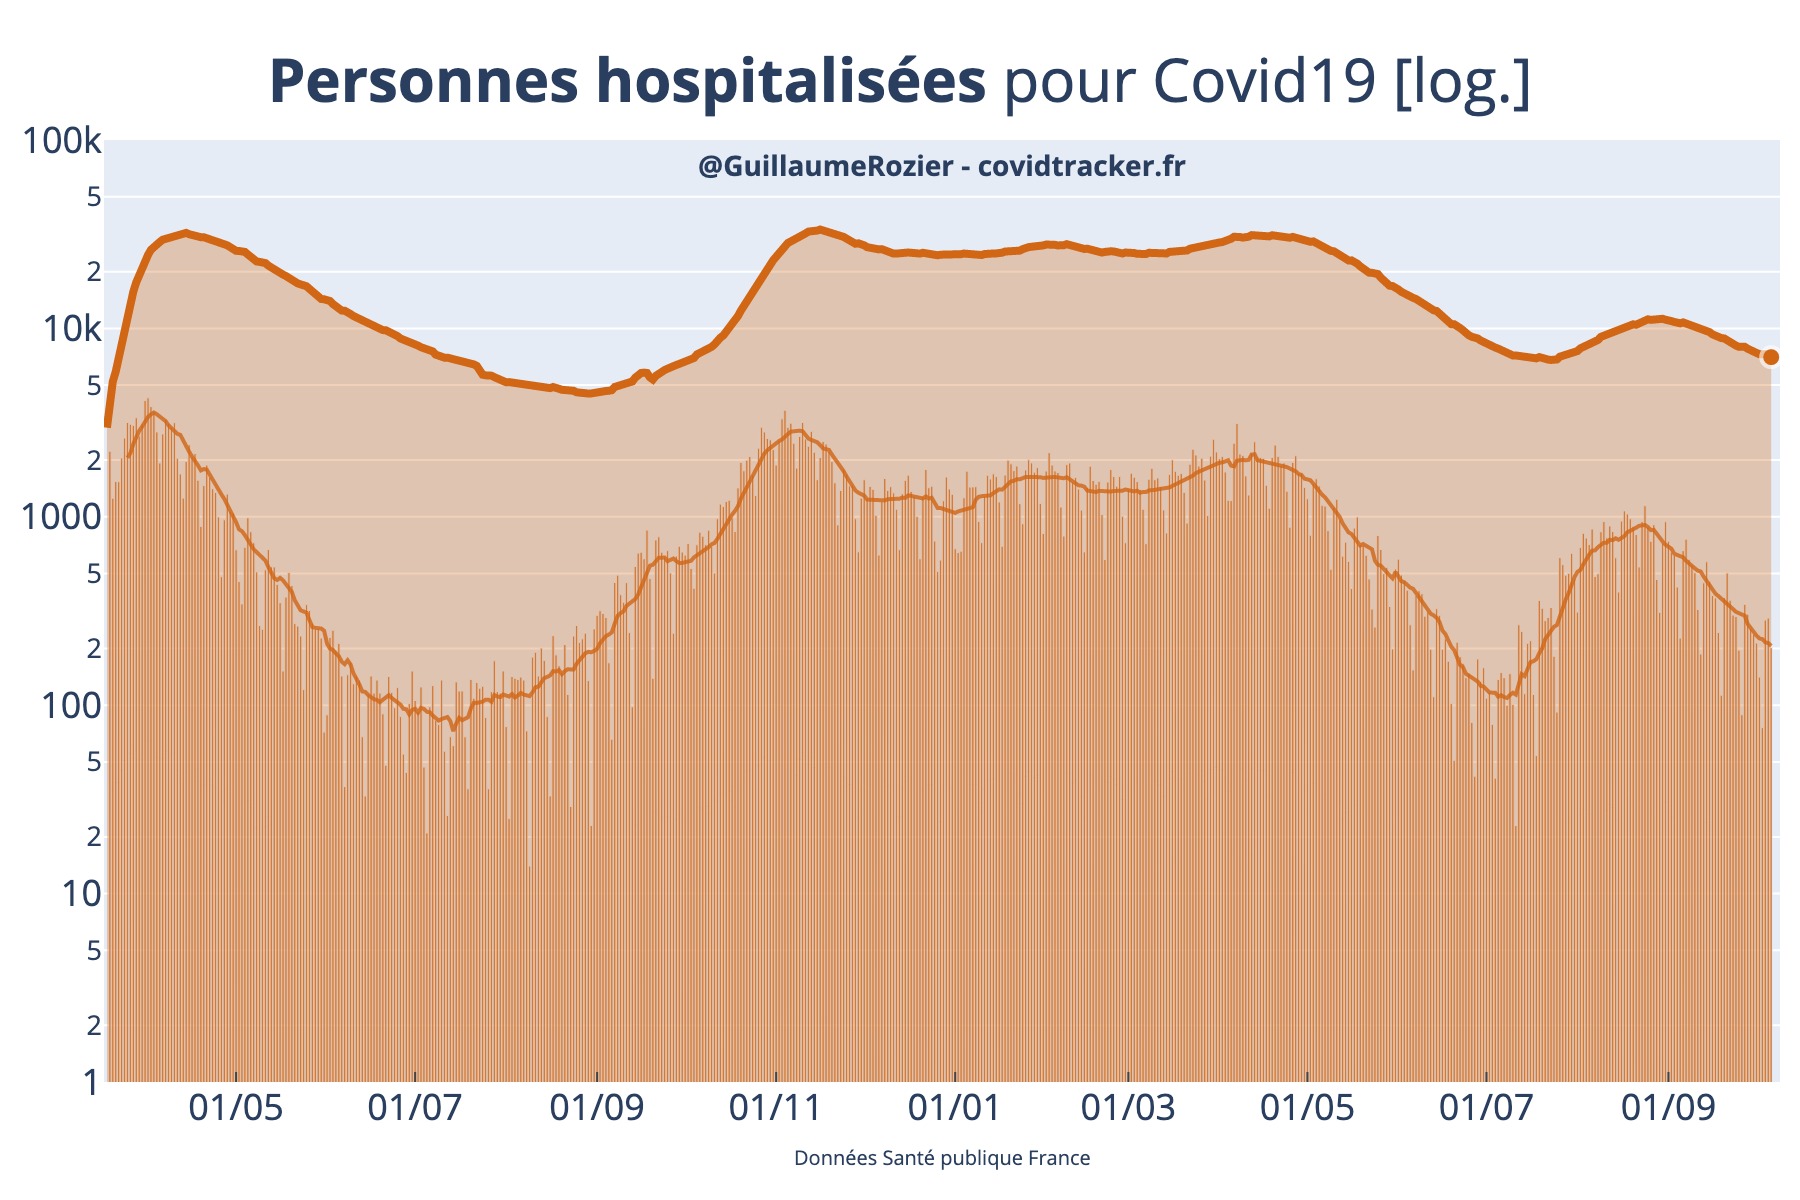 Personnes hospitalisées pour Covid19 [log.]
@GuillaumeRozier - covidtracker.fr
100k
5
2
10k
5
2
1000
5
2
100
5
2
10
5
2
1
01/05 01/07 01/09 01/11 01/01 01/03 01/05 01/07 01/09
Données Santé publique France